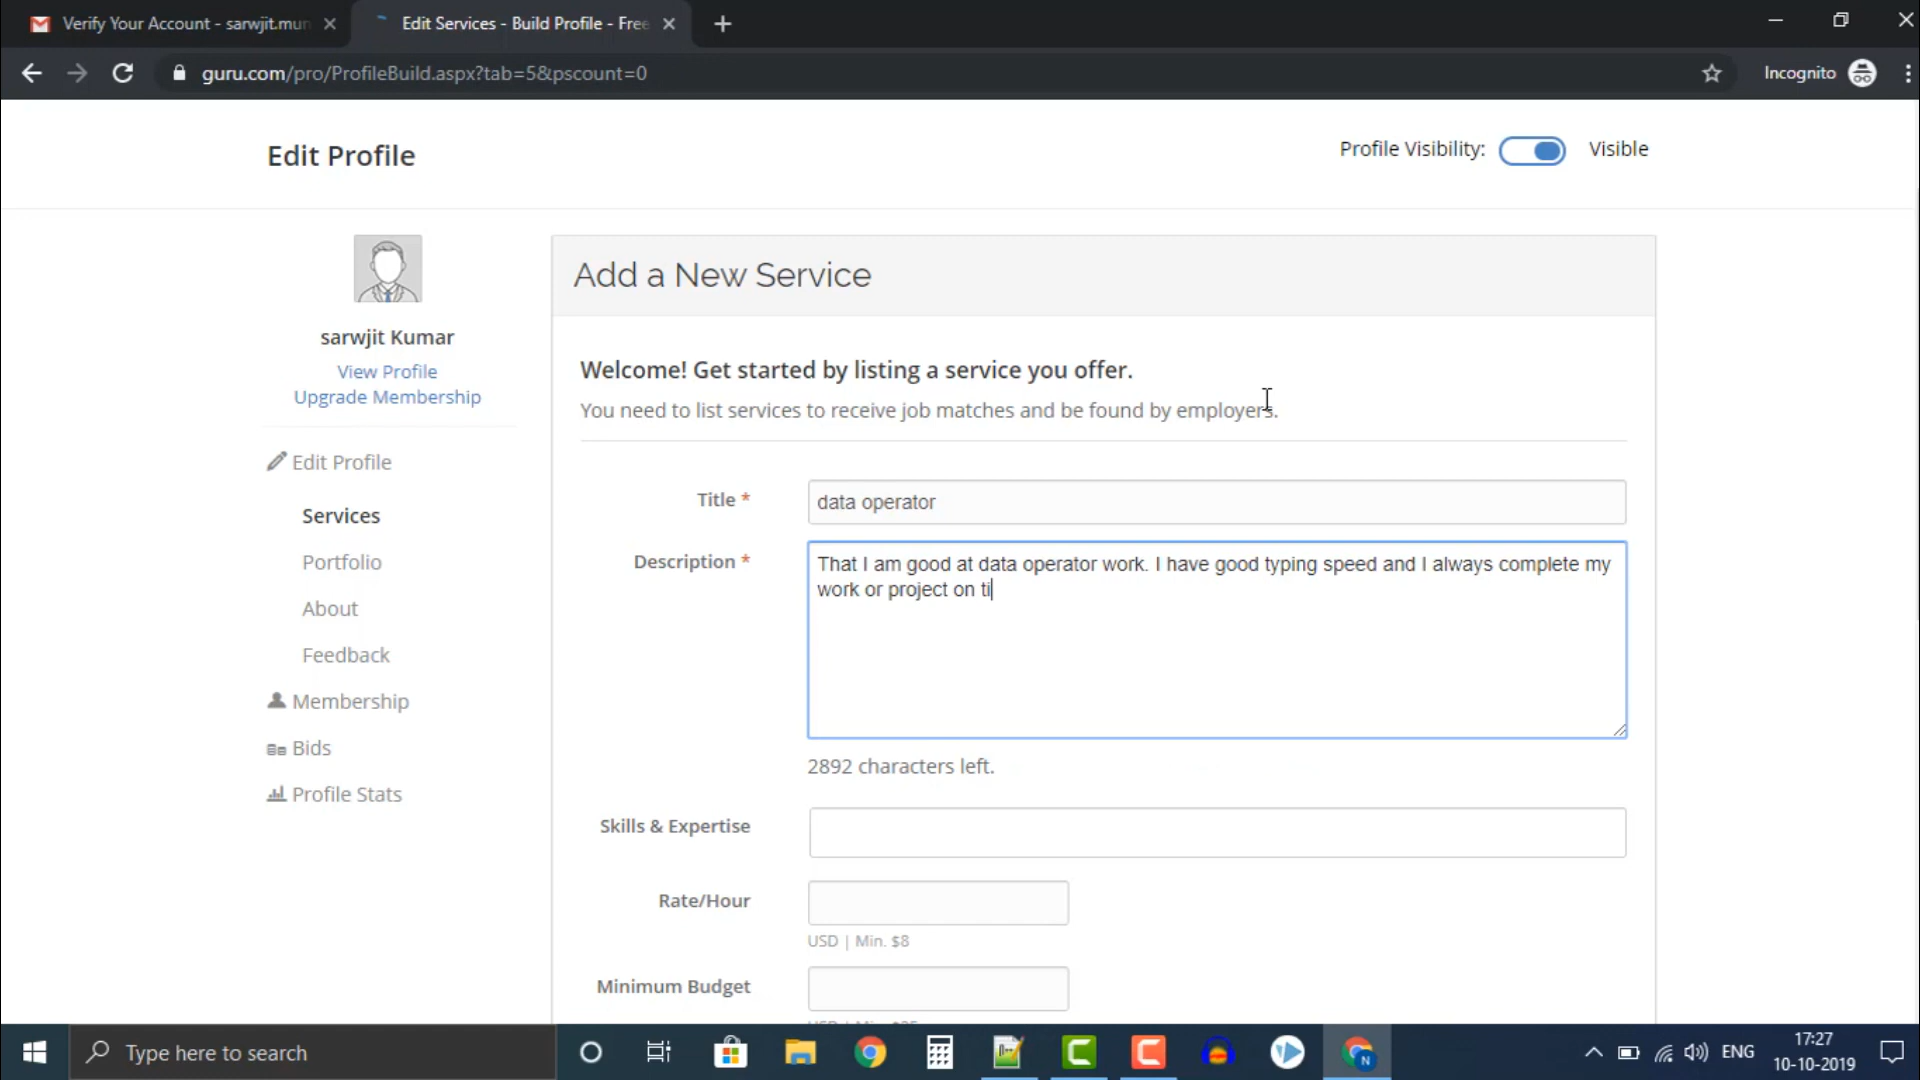 Verify Your Account - sarwjit.mun
Edit Services - Build Profile - Free
guru.com/pro/ProfileBuild.aspx?tab=5&pscount=0
Incognito
Edit Profile
Profile Visibility:
Visible
sarwjit Kumar
View Profile
Upgrade Membership
Edit Profile
Services
Portfolio
About
Feedback
Membership
Bids
Profile Stats
Add a New Service
Welcome! Get started by listing a service you offer.
You need to list services to receive job matches and be found by employers.
Title *
data operator
Description *
That I am good at data operator work. I have good typing speed and I always complete my
work or project on ti
2892 characters left.
Skills & Expertise
Rate/Hour
USD | Min. $8
Minimum Budget
Type here to search
N
ENG
17:27
10-10-2019